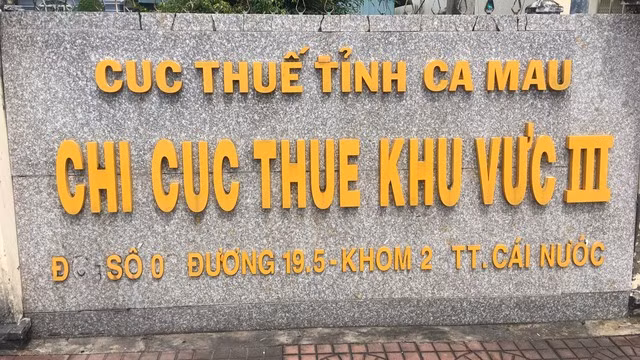 CUC THUẾ TỈNH CA MAU
CHI CUC THUE KHU VỰC III
SỐ 0 ĐƯƠNG 19.5 - KHOM 2 TT. CÁI NƯỚC